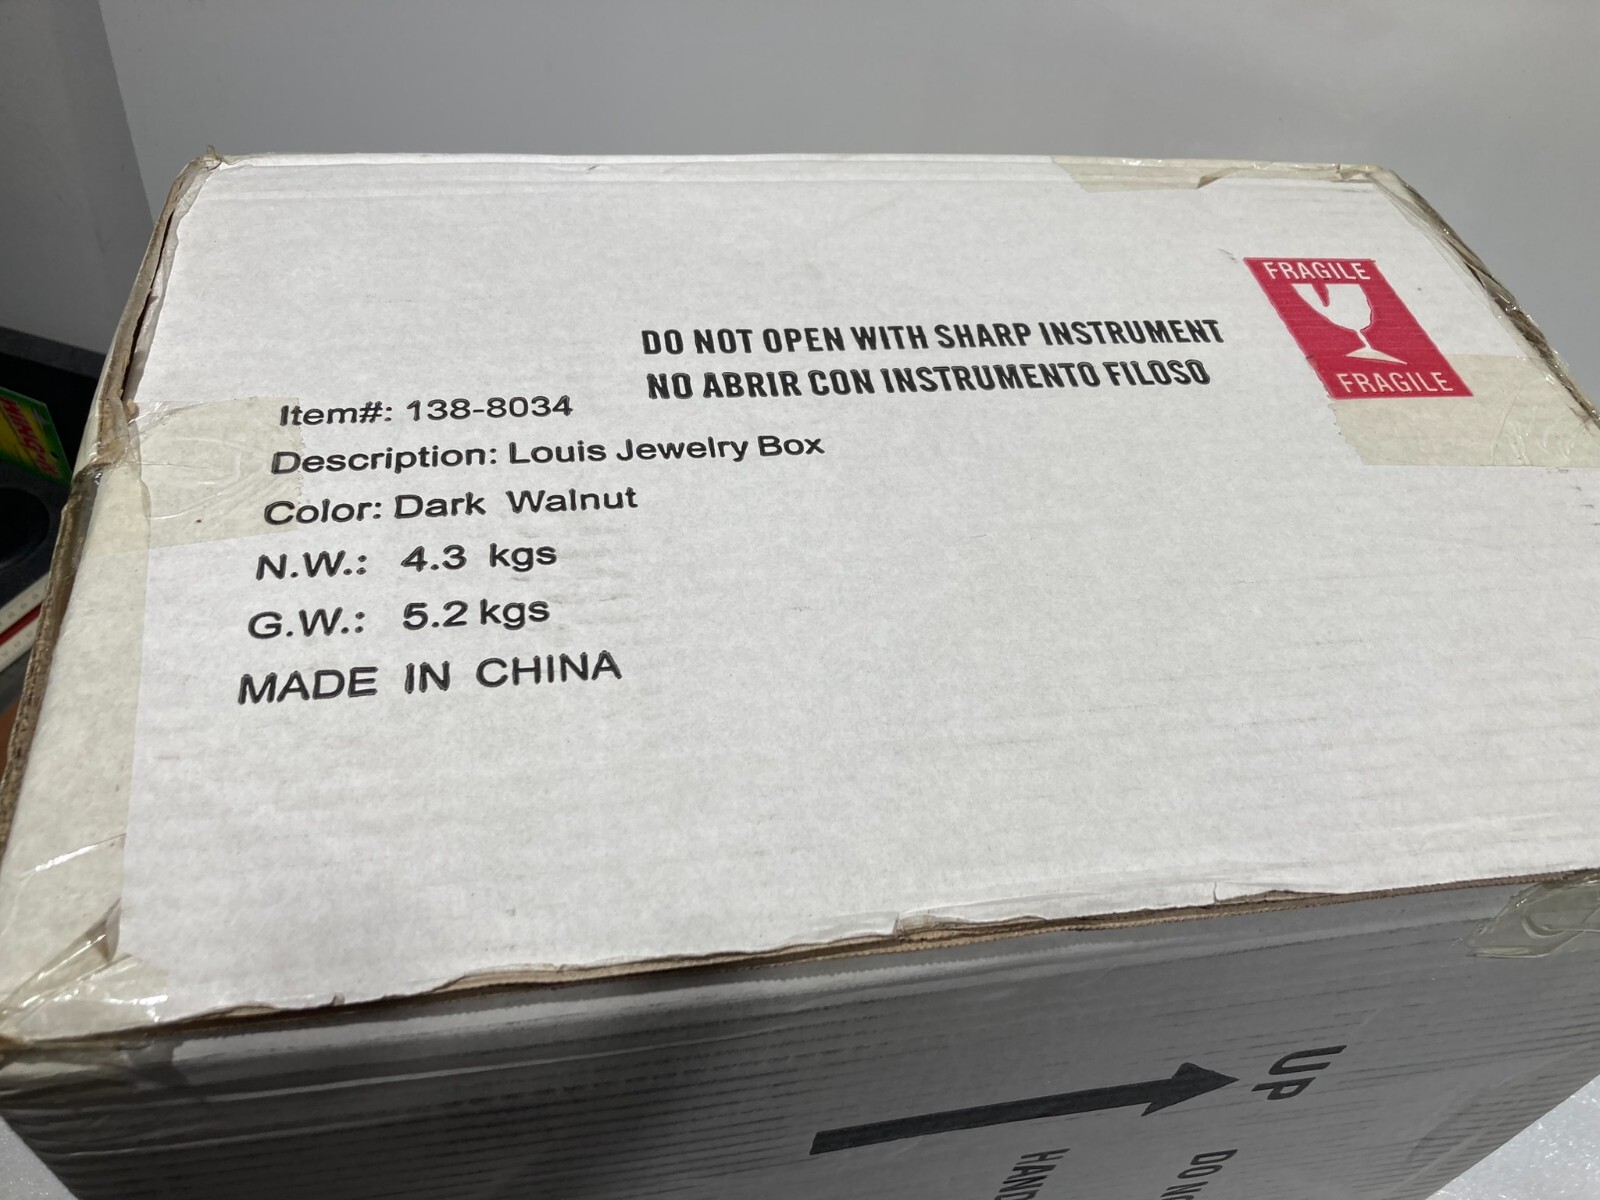 FRAGILE
FRAGILE
DO NOT OPEN WITH SHARP INSTRUMENT
NO ABRIR CON INSTRUMENTO FILOSO
Item#: 138-8034
Description: Louis Jewelry Box
Color: Dark Walnut
N.W.: 4.3 kgs
G.W.: 5.2 kgs
MADE IN CHINA
UP
DO